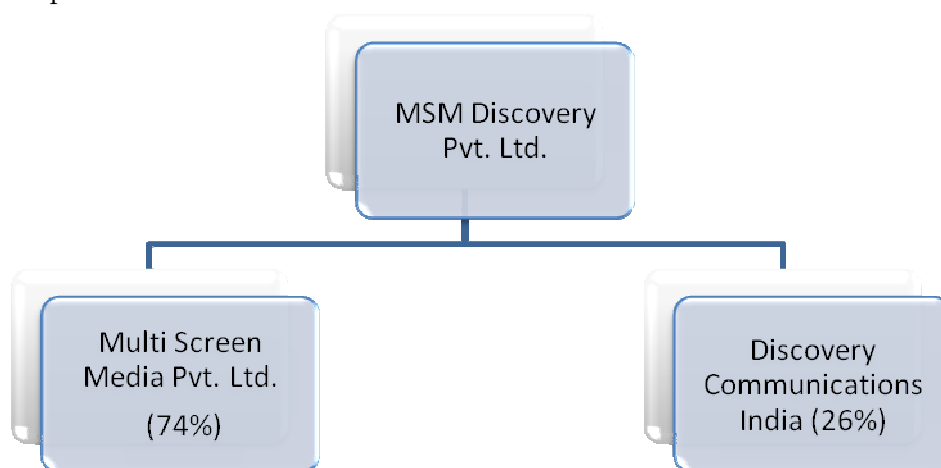 MSM Discovery
Pvt. Ltd.
Multi Screen
Media Pvt. Ltd.
(74%)
Discovery
Communications
India (26%)